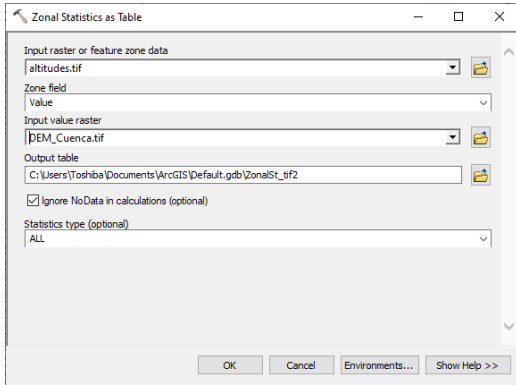 Zonal Statistics as Table
Input raster or feature zone data
altitudes.tif
Zone field
Value
Input value raster
DEM_Cuenca.tif
Output table
C:\Users\Toshiba\Documents\ArcGIS\Default.gdb\ZonalSt_tif2
Ignore NoData in calculations (optional)
Statistics type (optional)
ALL
OK Cancel Environments... Show Help >>